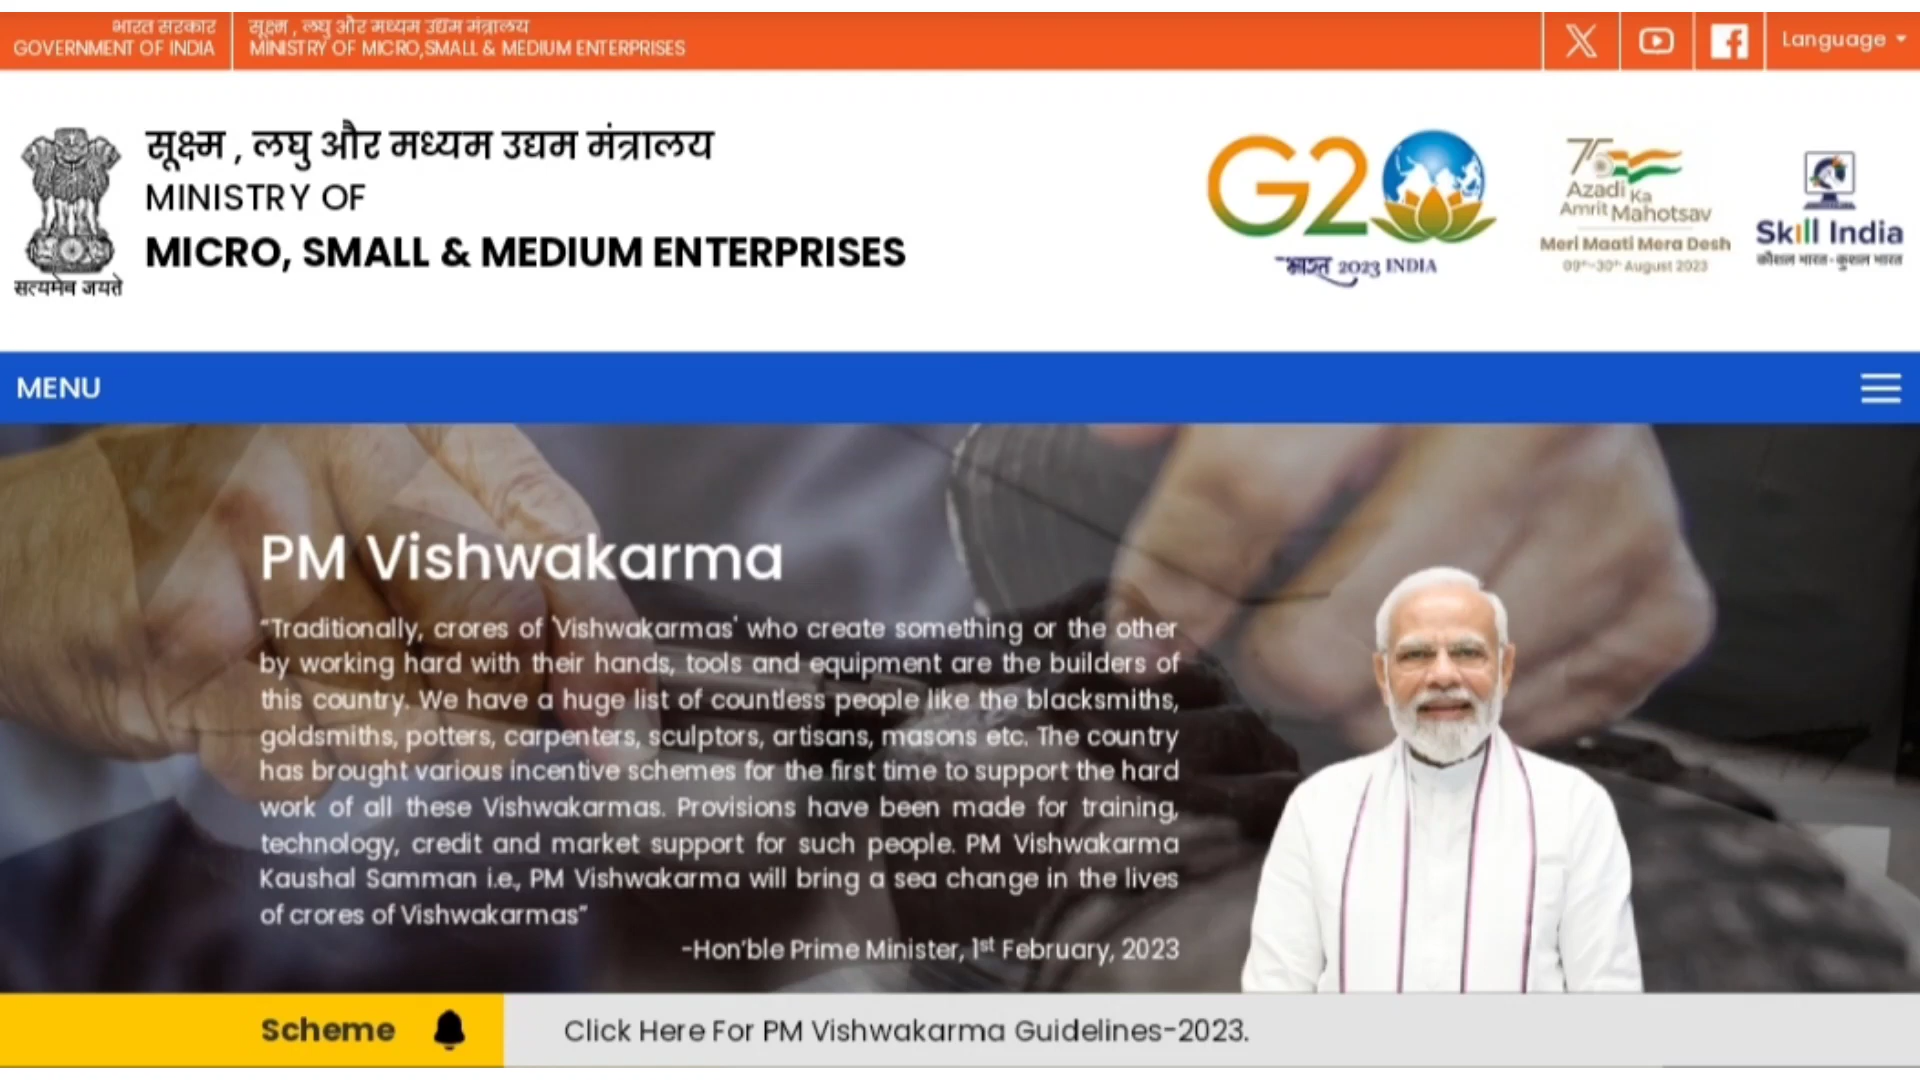 भारत सरकार
GOVERNMENT OF INDIA
सूक्ष्म , लघु और मध्यम उद्यम मंत्रालय
MINISTRY OF MICRO,SMALL & MEDIUM ENTERPRISES
Language
सूक्ष्म , लघु और मध्यम उद्यम मंत्रालय
MINISTRY OF
MICRO, SMALL & MEDIUM ENTERPRISES
सत्यमेव जयते
G20
भारत 2023 INDIA
75
Azadi Ka
Amrit Mahotsav
Meri Maati Mera Desh
09th-30th August 2023
Skill India
कौशल भारत - कुशल भारत
MENU
PM Vishwakarma
“Traditionally, crores of 'Vishwakarmas' who create something or the other
by working hard with their hands, tools and equipment are the builders of
this country. We have a huge list of countless people like the blacksmiths,
goldsmiths, potters, carpenters, sculptors, artisans, masons etc. The country
has brought various incentive schemes for the first time to support the hard
work of all these Vishwakarmas. Provisions have been made for training,
technology, credit and market support for such people. PM Vishwakarma
Kaushal Samman i.e., PM Vishwakarma will bring a sea change in the lives
of crores of Vishwakarmas”
-Hon’ble Prime Minister, 1st February, 2023
Scheme
Click Here For PM Vishwakarma Guidelines-2023.